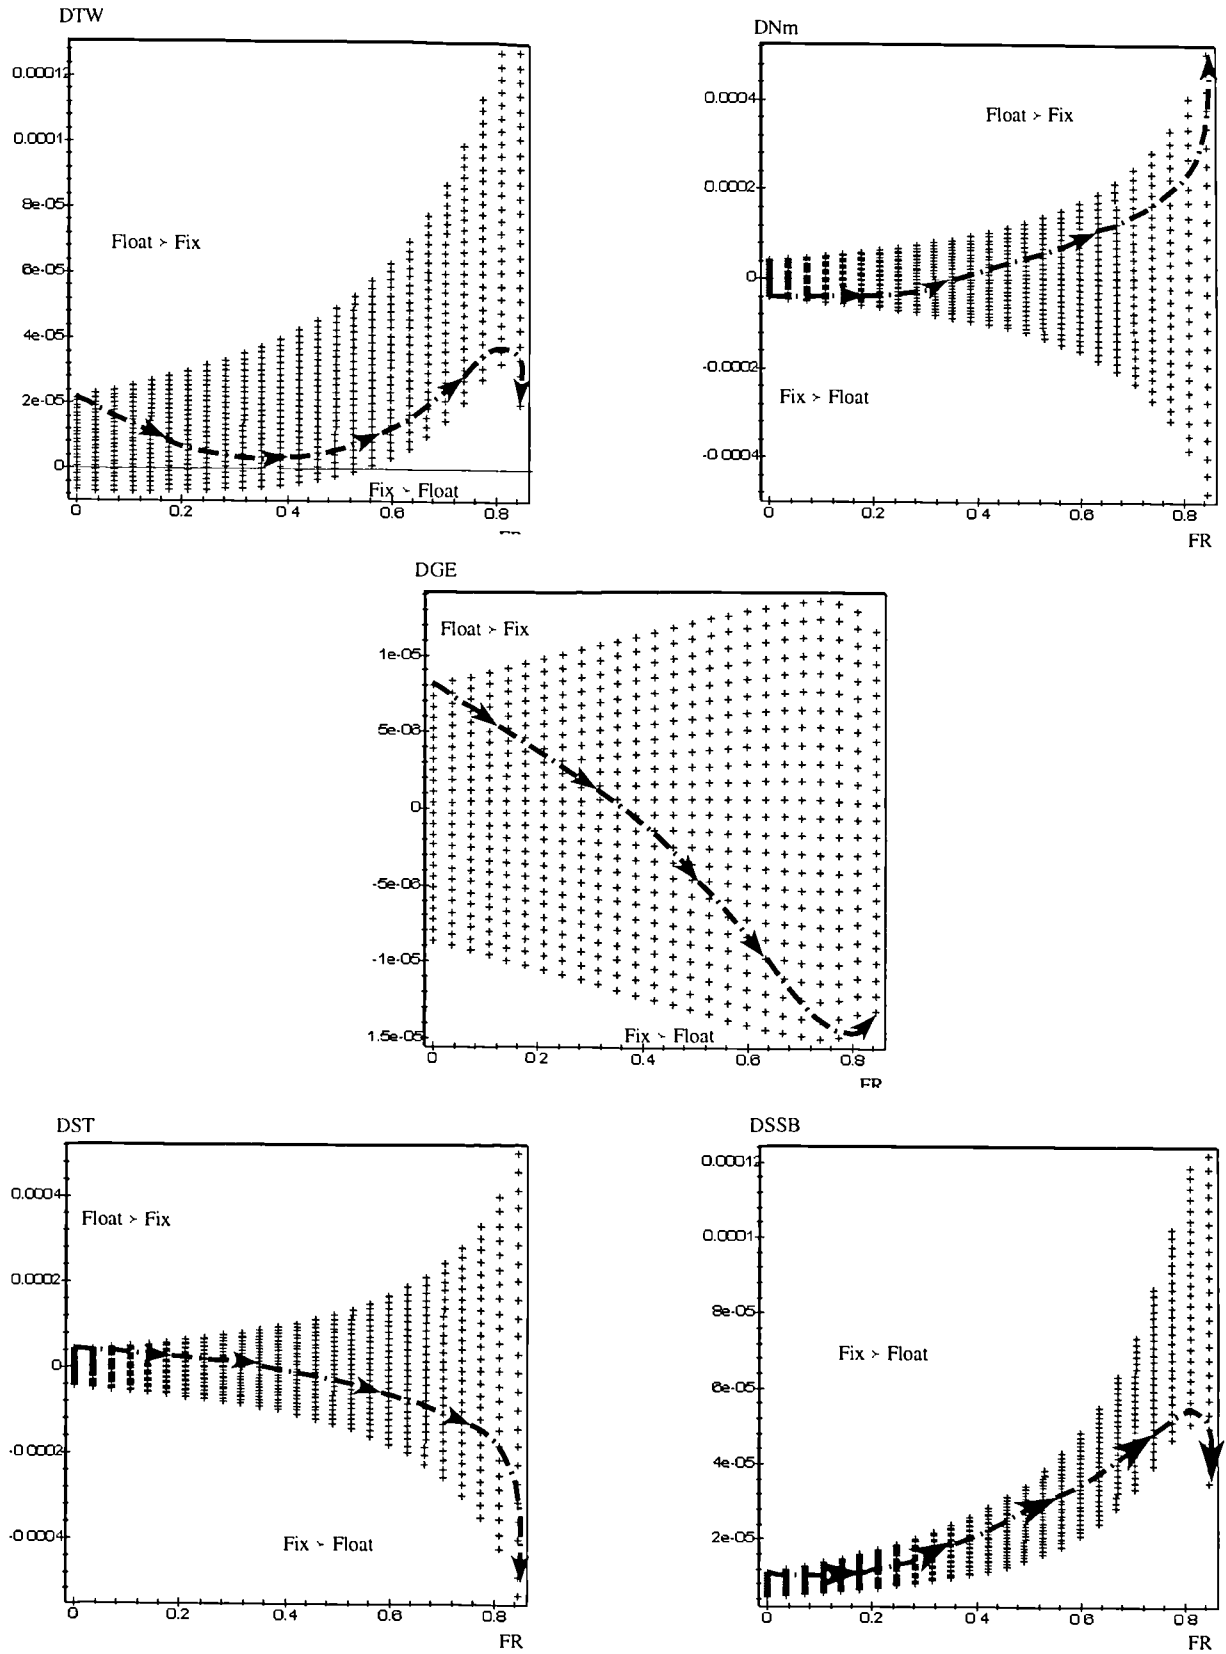 DTW
0.00012
0.0001
8e-05
6e-05
4e-05
2e-05
0
Float > Fix
Fix > Float
0 0.2 0.4 0.6 0.8
DNm
0.0004
0.0002
0
-0.0002
-0.0004
Float > Fix
Fix > Float
0 0.2 0.4 0.6 0.8
FR
DGE
Float > Fix
1e-05
0
-1e-05
1.5e-05
Fix > Float
0 0.2 0.4 0.6 0.8
FR
DST
0.0004
Float > Fix
0.0002
0
-0.0002
-0.0004
Fix > Float
0 0.2 0.4 0.6 0.8
FR
DSSB
0.00012
0.0001
8e-05
Fix > Float
6e-05
4e-05
2e-05
0 0.2 0.4 0.6 0.8
FR